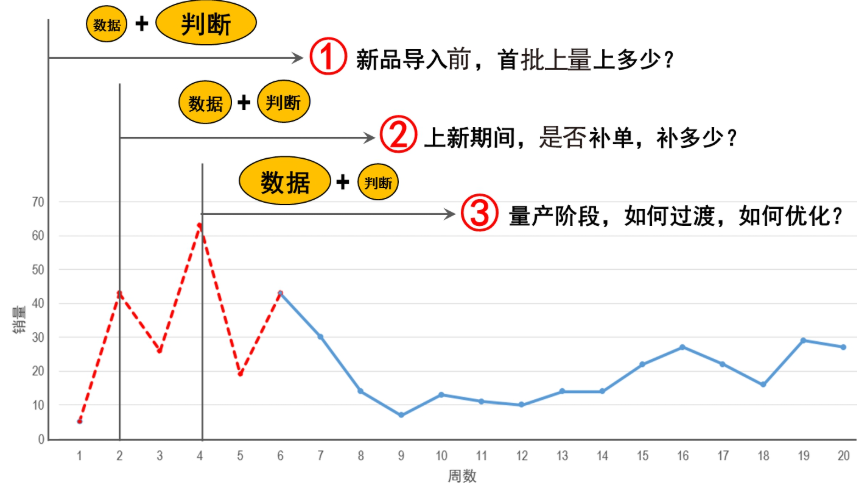 数据 + 判断
① 新品导入前，首批上量上多少？
数据 + 判断
② 上新期间，是否补单，补多少？
数据 + 判断
③ 量产阶段，如何过渡，如何优化？
70
60
50
40
30
20
10
0
销量
1 2 3 4 5 6 7 8 9 10 11 12 13 14 15 16 17 18 19 20
周数